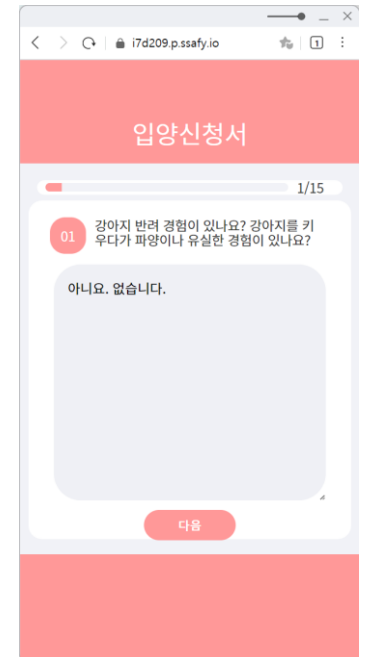 i7d209.p.ssafy.io
1
입양신청서
1/15
01
강아지 반려 경험이 있나요? 강아지를 키
우다가 파양이나 유실한 경험이 있나요?
아니요. 없습니다.
다음